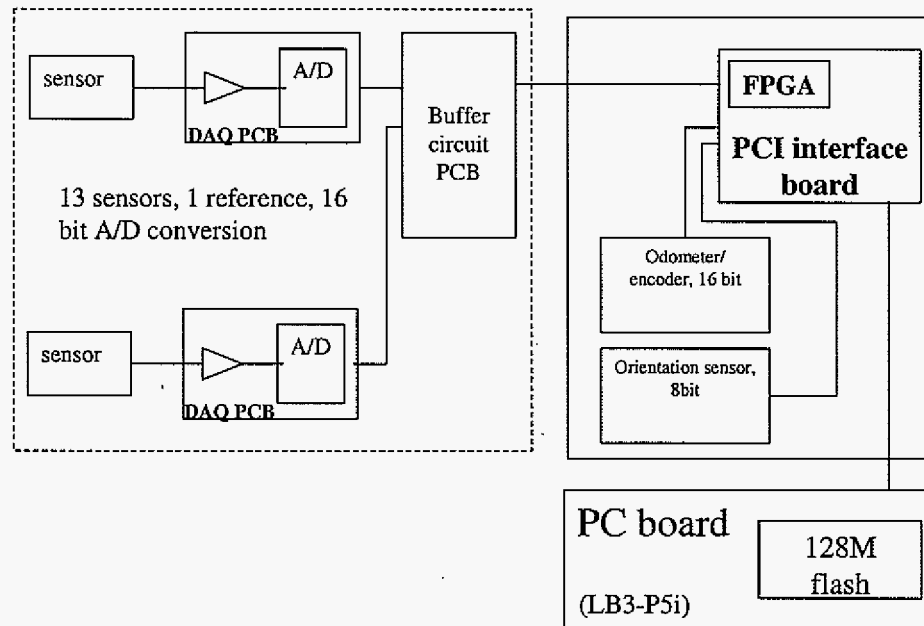 sensor
A/D
DAQ PCB
Buffer
circuit
PCB
13 sensors, 1 reference, 16
bit A/D conversion
sensor
A/D
DAQ PCB
FPGA
PCI interface
board
Odometer/
encoder, 16 bit
Orientation sensor,
8bit
PC board
(LB3-P5i)
128M
flash